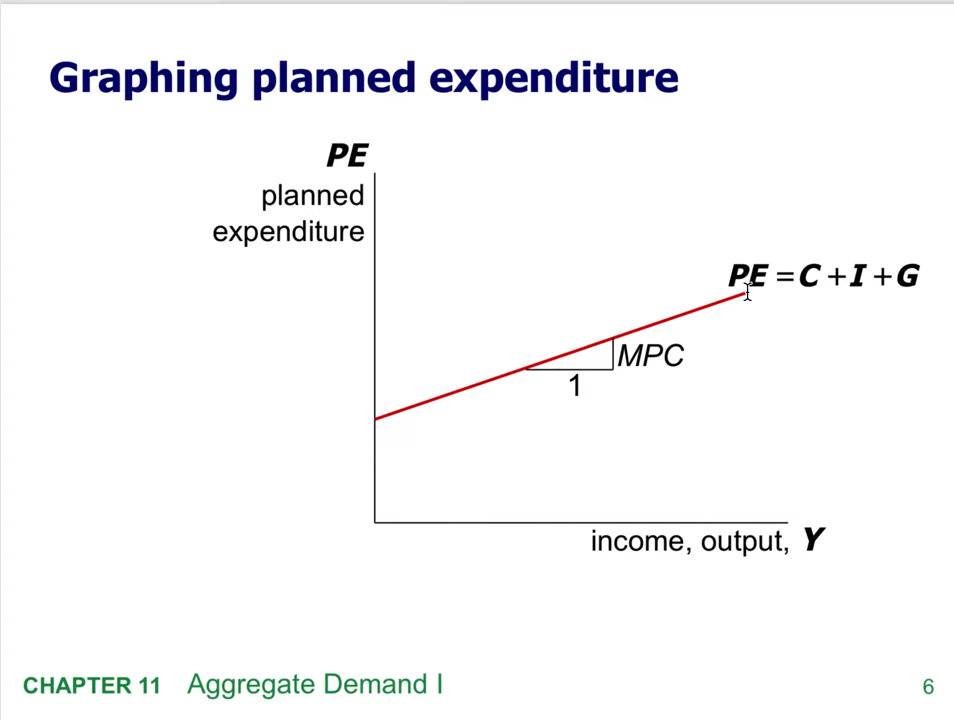 Graphing planned expenditure
PE
planned
expenditure
PE = C + I + G
MPC
1
income, output, Y
CHAPTER 11 Aggregate Demand I
6